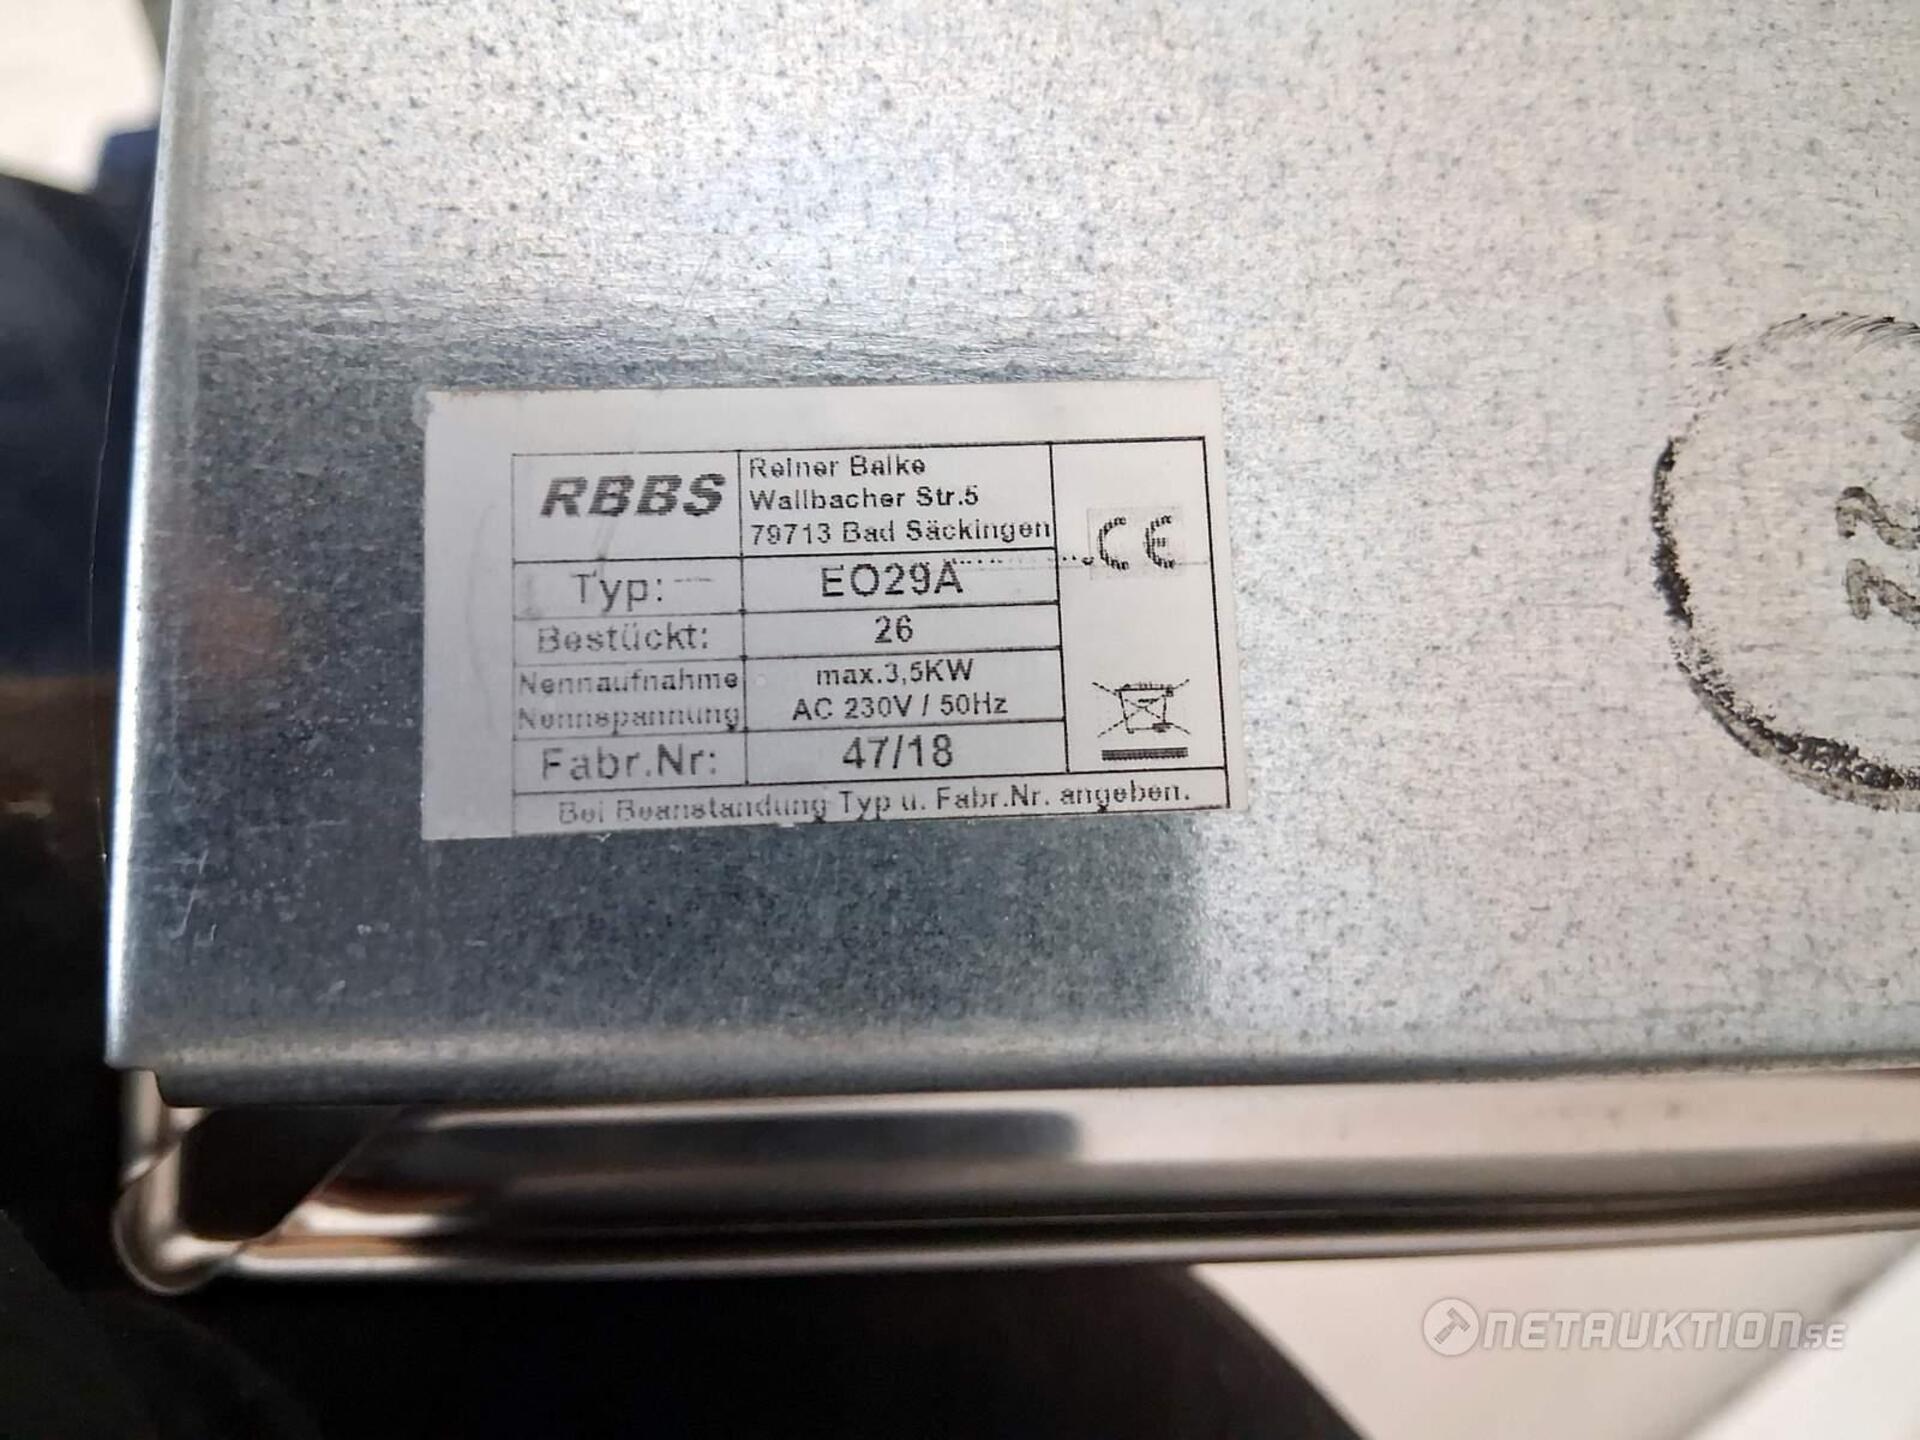 RBBS
Reiner Balke
Wallbacher Str.5
79713 Bad Säckingen
CE
Typ: EO29A
Bestückt: 26
Nennaufnahme max.3,5KW
Nennspannung AC 230V / 50Hz
Fabr.Nr: 47/18
Bei Beanstandung Typ u. Fabr.Nr. angeben.
NETAUKTION.SE